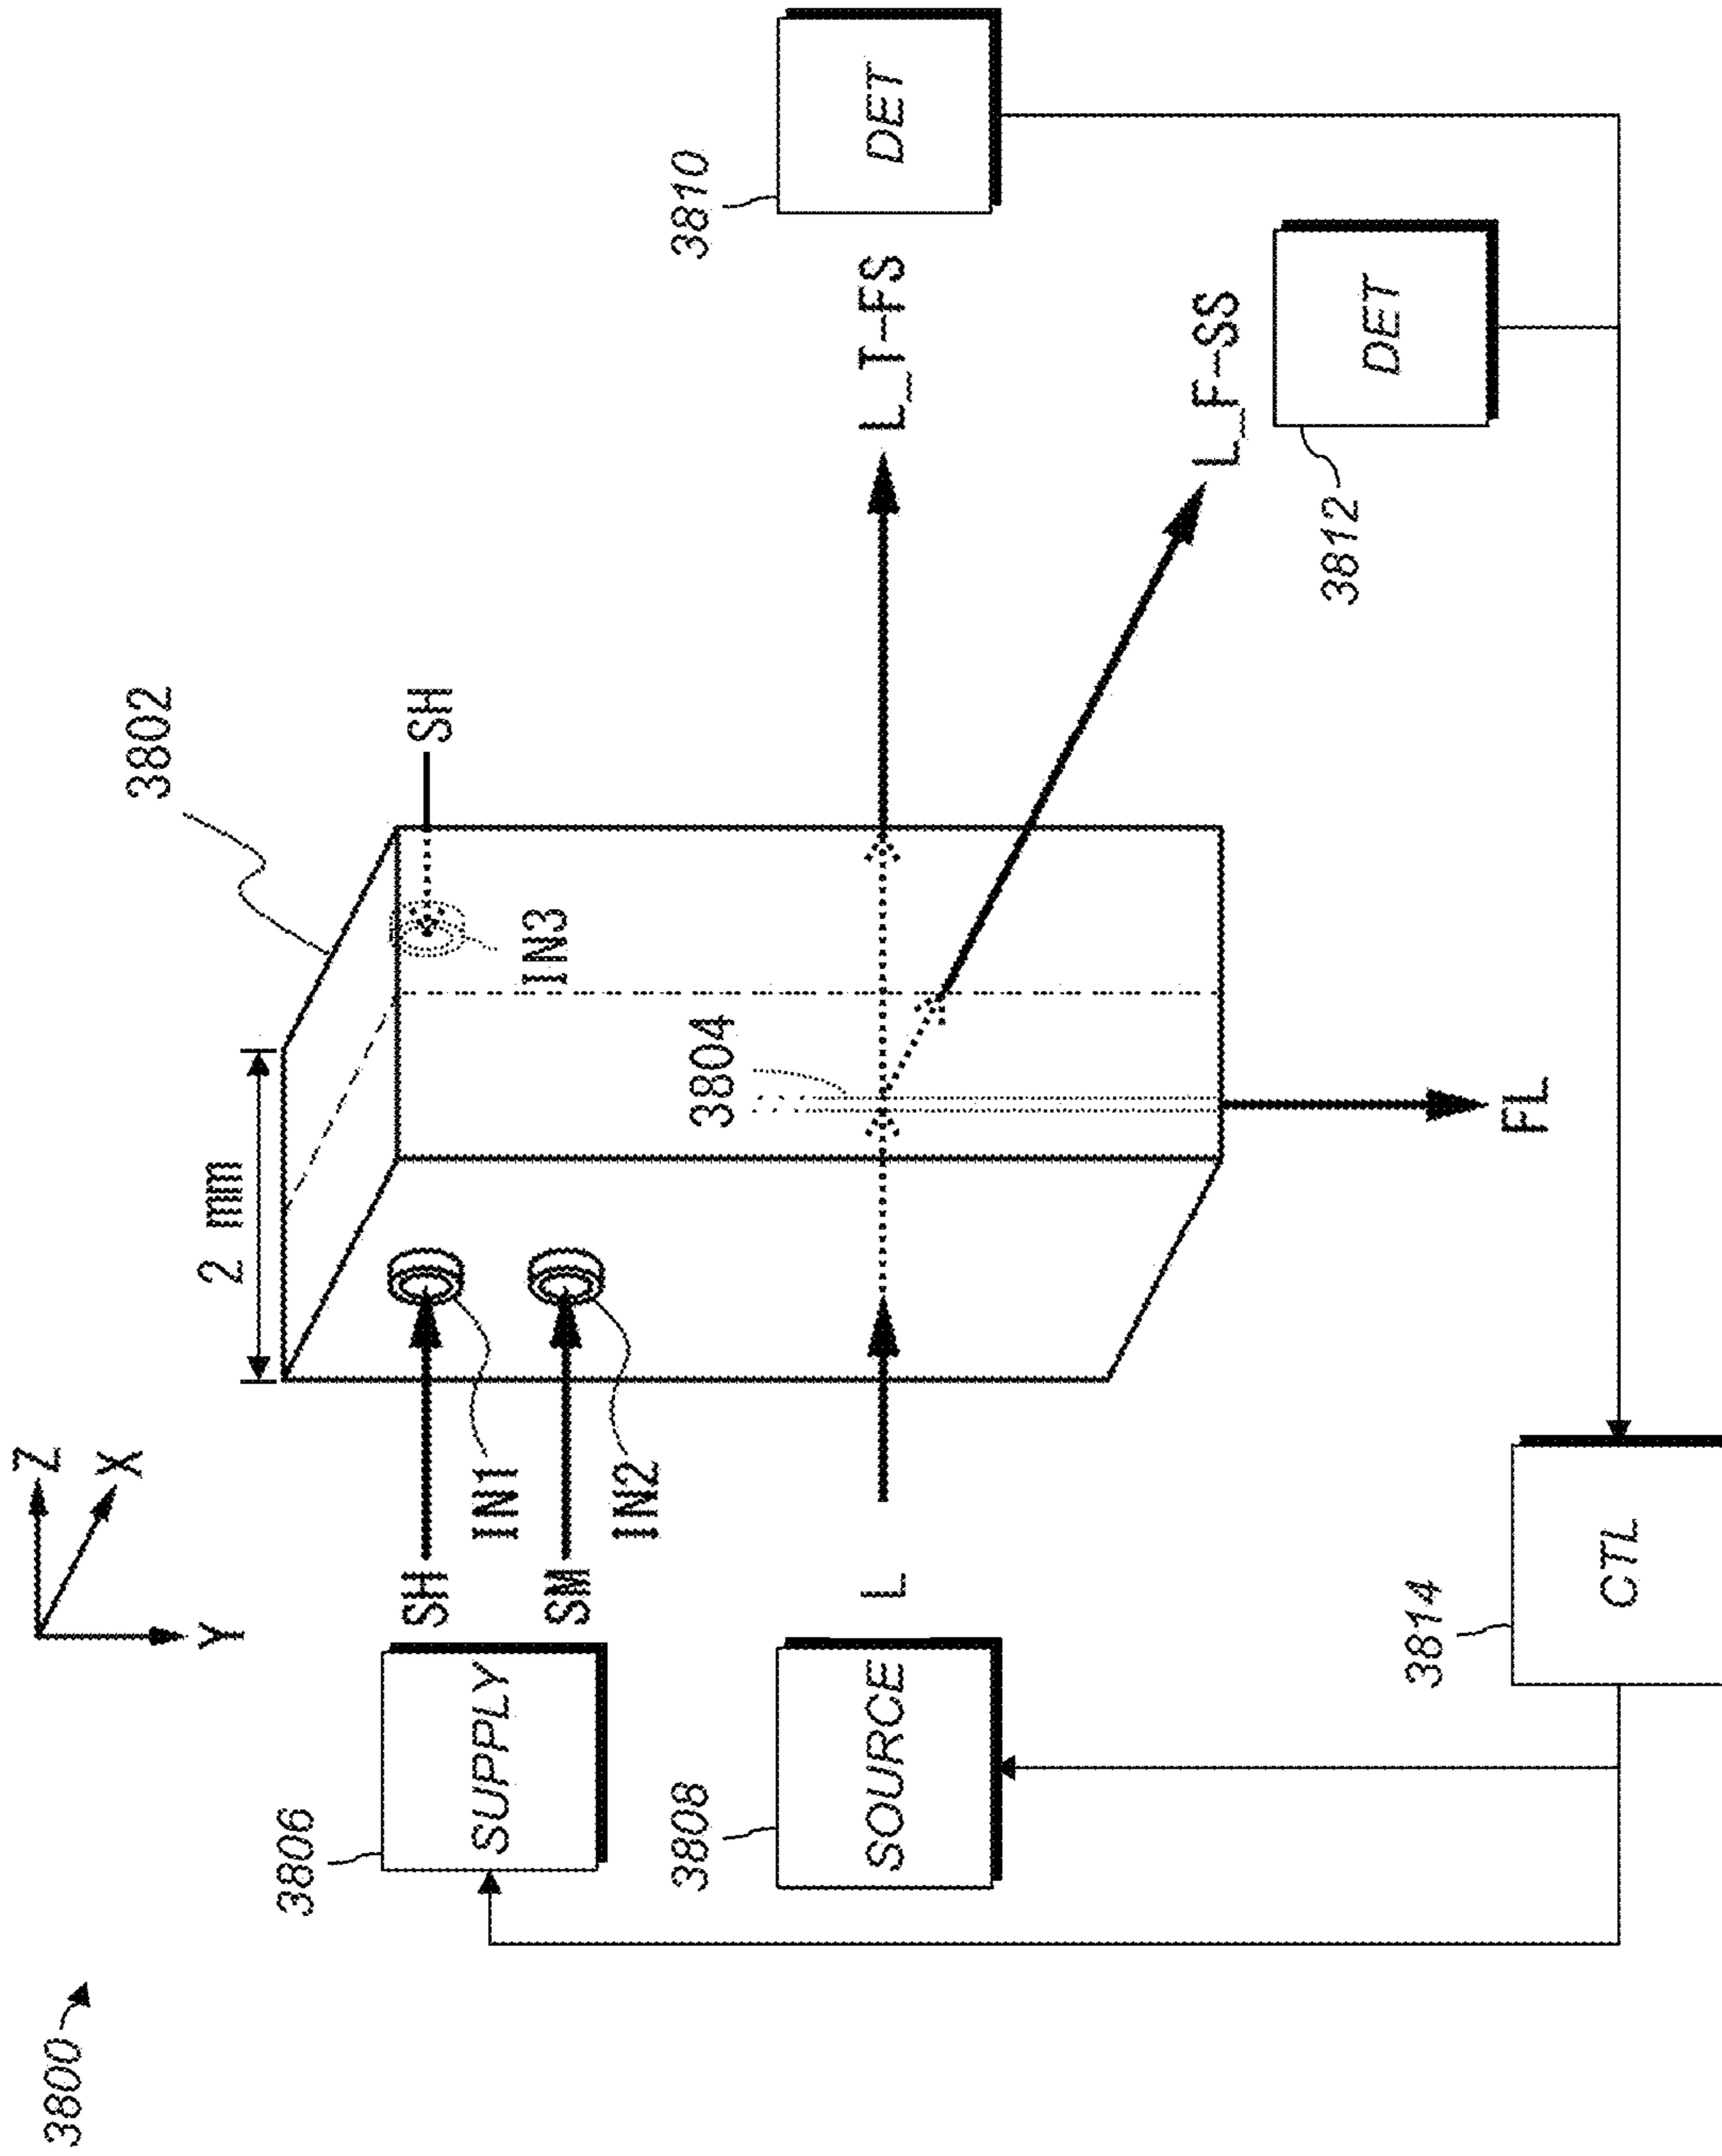 3800
Z
X
Y
2 mm
3802
SH
SH
IN1
IN3
SM
IN2
3806
SUPPLY
3804
3810
DET
L_T-FS
L
3808
SOURCE
L_F-SS
3812
DET
FL
3814
CTL